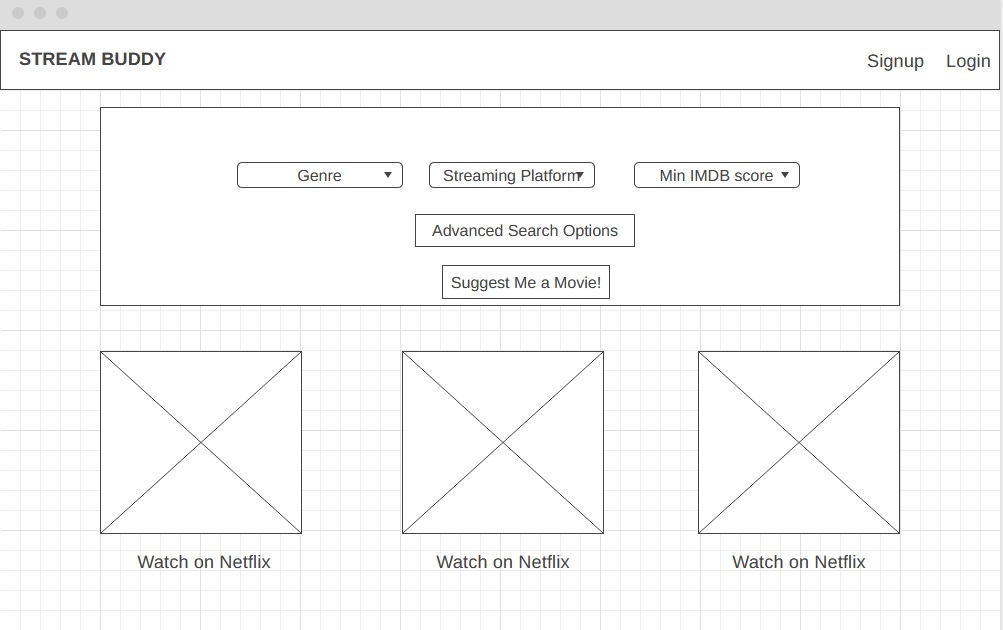 STREAM BUDDY
Signup Login
Genre Streaming Platform Min IMDB score
Advanced Search Options
Suggest Me a Movie!
Watch on Netflix Watch on Netflix Watch on Netflix